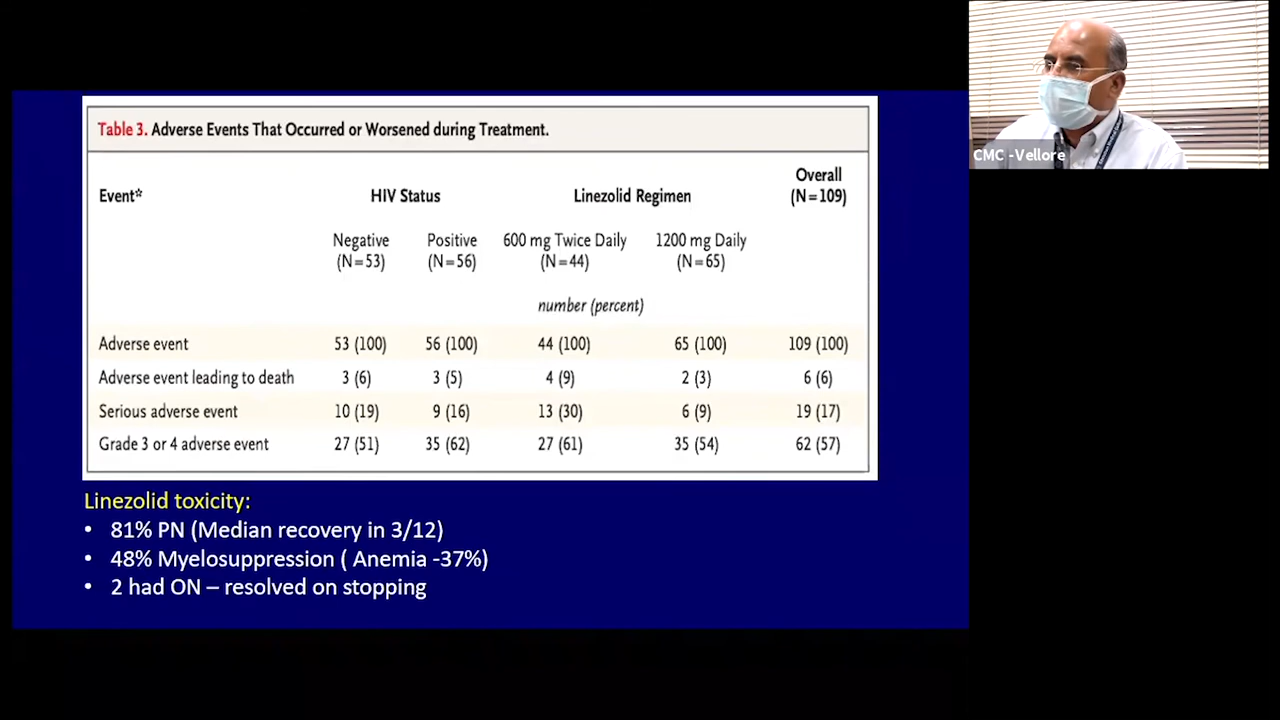 Table 3. Adverse Events That Occurred or Worsened during Treatment.
Event* HIV Status Linezolid Regimen Overall (N=109)
Negative (N=53) Positive (N=56) 600 mg Twice Daily (N=44) 1200 mg Daily (N=65)
number (percent)
Adverse event 53 (100) 56 (100) 44 (100) 65 (100) 109 (100)
Adverse event leading to death 3 (6) 3 (5) 4 (9) 2 (3) 6 (6)
Serious adverse event 10 (19) 9 (16) 13 (30) 6 (9) 19 (17)
Grade 3 or 4 adverse event 27 (51) 35 (62) 27 (61) 35 (54) 62 (57)
Linezolid toxicity:
• 81% PN (Median recovery in 3/12)
• 48% Myelosuppression ( Anemia -37%)
• 2 had ON – resolved on stopping
CMC -Vellore